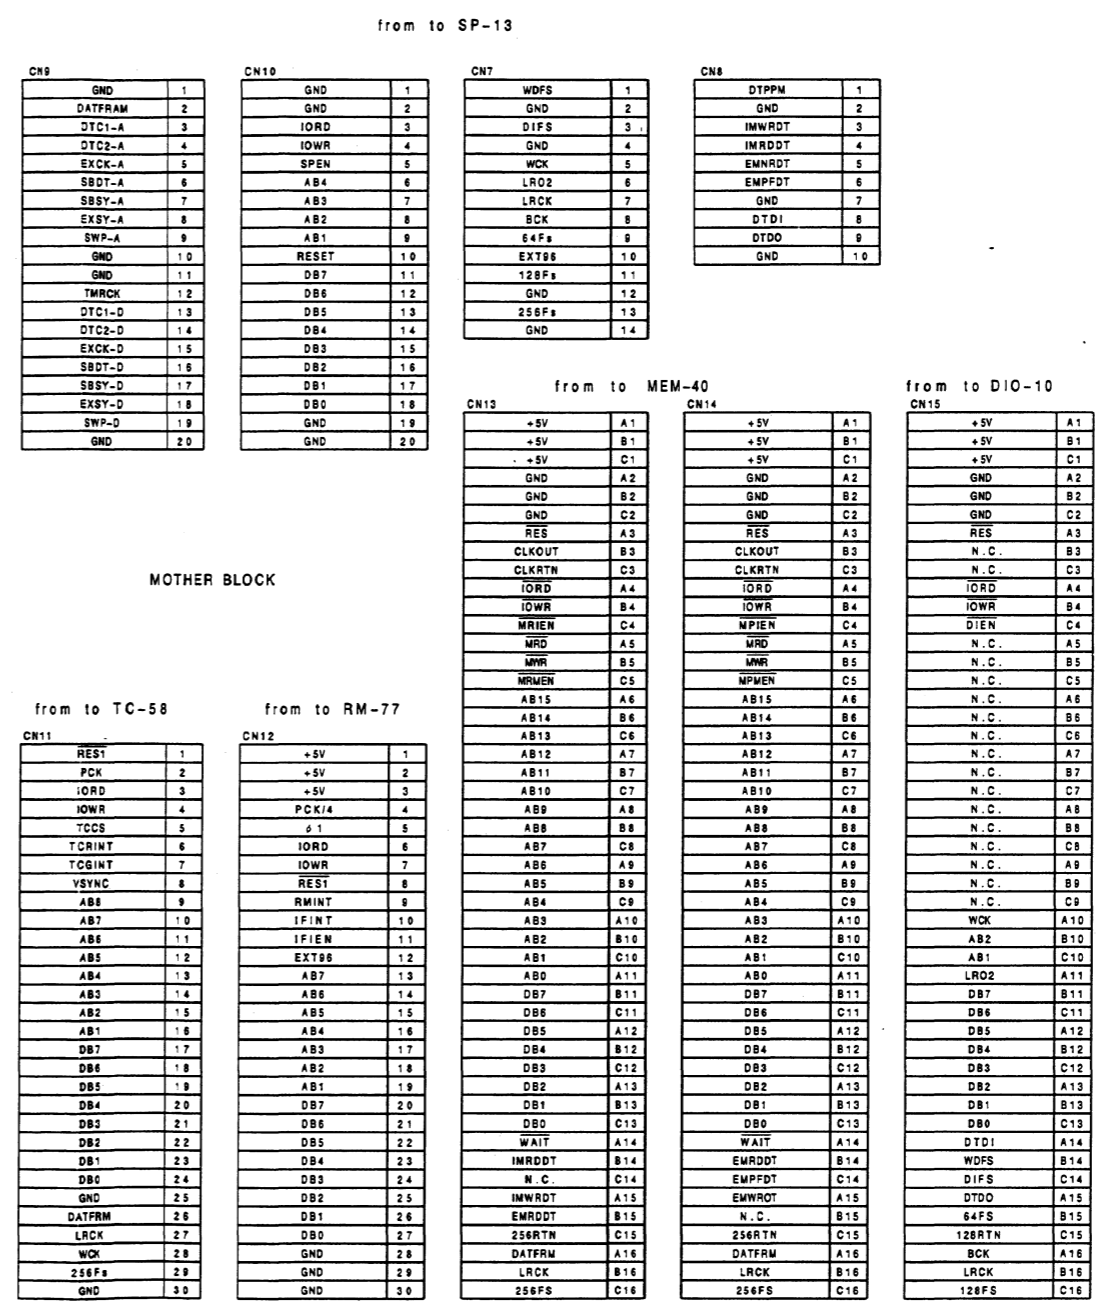 from to SP-13
CN9
GND 1
DATFRAM 2
DTC1-A 3
DTC2-A 4
EXCK-A 5
SBDT-A 6
SBSY-A 7
EXSY-A 8
SWP-A 9
GND 10
GND 11
TMRCK 12
DTC1-D 13
DTC2-D 14
EXCK-D 15
SBDT-D 16
SBSY-D 17
EXSY-D 18
SWP-D 19
GND 20
CN10
GND 1
GND 2
IORD 3
IOWR 4
SPEN 5
AB4 6
AB3 7
AB2 8
AB1 9
RESET 10
DB7 11
DB6 12
DB5 13
DB4 14
DB3 15
DB2 16
DB1 17
DB0 18
GND 19
GND 20
CN7
WDFS 1
GND 2
DIFS 3
GND 4
WCK 5
LRO2 6
LRCK 7
BCK 8
64Fs 9
EXT96 10
128Fs 11
GND 12
256Fs 13
GND 14
CN8
DTPPM 1
GND 2
IMWRDT 3
IMRDDT 4
EMNRDT 5
EMPFDT 6
GND 7
DTDI 8
DTDO 9
GND 10
MOTHER BLOCK
from to TC-58
CN11
RES1 1
PCK 2
IORD 3
IOWR 4
TCCS 5
TCRINT 6
TCGINT 7
VSYNC 8
AB8 9
AB7 10
AB6 11
AB5 12
AB4 13
AB3 14
AB2 15
AB1 16
DB7 17
DB6 18
DB5 19
DB4 20
DB3 21
DB2 22
DB1 23
DB0 24
GND 25
DATFRM 26
LRCK 27
WCK 28
256Fs 29
GND 30
from to RM-77
CN12
+5V 1
+5V 2
+5V 3
PCK/4 4
ø1 5
IORD 6
IOWR 7
RES1 8
RMINT 9
IFINT 10
IFIEN 11
EXT96 12
AB7 13
AB6 14
AB5 15
AB4 16
AB3 17
AB2 18
AB1 19
DB7 20
DB6 21
DB5 22
DB4 23
DB3 24
DB2 25
DB1 26
DB0 27
GND 28
GND 29
GND 30
from to MEM-40
CN13
+5V A1
+5V B1
+5V C1
GND A2
GND B2
GND C2
RES A3
CLKOUT B3
CLKRTN C3
IORD A4
IOWR B4
MRIEN C4
MRD A5
MWR B5
MRMEN C5
AB15 A6
AB14 B6
AB13 C6
AB12 A7
AB11 B7
AB10 C7
AB9 A8
AB8 B8
AB7 C8
AB6 A9
AB5 B9
AB4 C9
AB3 A10
AB2 B10
AB1 C10
AB0 A11
DB7 B11
DB6 C11
DB5 A12
DB4 B12
DB3 C12
DB2 A13
DB1 B13
DB0 C13
WAIT A14
IMRDDT B14
N.C. C14
IMWRDT A15
EMRDDT B15
256RTN C15
DATFRM A16
LRCK B16
256FS C16
CN14
+5V A1
+5V B1
+5V C1
GND A2
GND B2
GND C2
RES A3
CLKOUT B3
CLKRTN C3
IORD A4
IOWR B4
MPIEN C4
MRD A5
MWR B5
MPMEN C5
AB15 A6
AB14 B6
AB13 C6
AB12 A7
AB11 B7
AB10 C7
AB9 A8
AB8 B8
AB7 C8
AB6 A9
AB5 B9
AB4 C9
AB3 A10
AB2 B10
AB1 C10
AB0 A11
DB7 B11
DB6 C11
DB5 A12
DB4 B12
DB3 C12
DB2 A13
DB1 B13
DB0 C13
WAIT A14
EMRDDT B14
EMPFDT C14
EMWROT A15
N.C. B15
256RTN C15
DATFRM A16
LRCK B16
256FS C16
from to DIO-10
CN15
+5V A1
+5V B1
+5V C1
GND A2
GND B2
GND C2
RES A3
N.C. B3
N.C. C3
IORD A4
IOWR B4
DIEN C4
N.C. A5
N.C. B5
N.C. C5
N.C. A6
N.C. B6
N.C. C6
N.C. A7
N.C. B7
N.C. C7
N.C. A8
N.C. B8
N.C. C8
N.C. A9
N.C. B9
N.C. C9
WCK A10
AB2 B10
AB1 C10
LRO2 A11
DB7 B11
DB6 C11
DB5 A12
DB4 B12
DB3 C12
DB2 A13
DB1 B13
DB0 C13
DTDI A14
WDFS B14
DIFS C14
DTDO A15
64FS B15
128RTN C15
BCK A16
LRCK B16
128FS C16